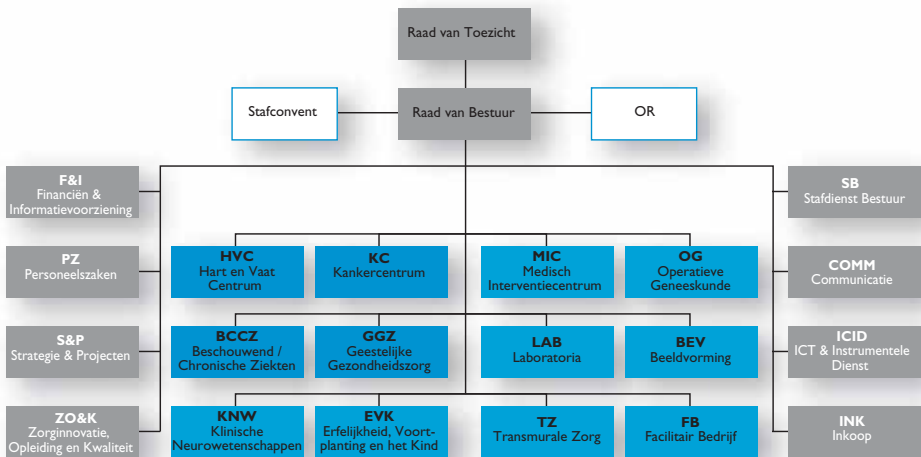 Raad van Toezicht
Stafconvent
Raad van Bestuur
OR
F&I
Financiën &
Informatievoorziening
SB
Stafdienst Bestuur
PZ
Personeelszaken
HVC
Hart en Vaat
Centrum
KC
Kankercentrum
MIC
Medisch
Interventiecentrum
OG
Operatieve
Geneeskunde
COMM
Communicatie
S&P
Strategie & Projecten
BCCZ
Beschouwend /
Chronische Ziekten
GGZ
Geestelijke
Gezondheidszorg
LAB
Laboratoria
BEV
Beeldvorming
ICID
ICT & Instrumentele
Dienst
ZO&K
Zorginnovatie,
Opleiding en Kwaliteit
KNW
Klinische
Neurowetenschappen
EVK
Erfelijkheid, Voort-
planting en het Kind
TZ
Transmurale Zorg
FB
Facilitair Bedrijf
INK
Inkoop